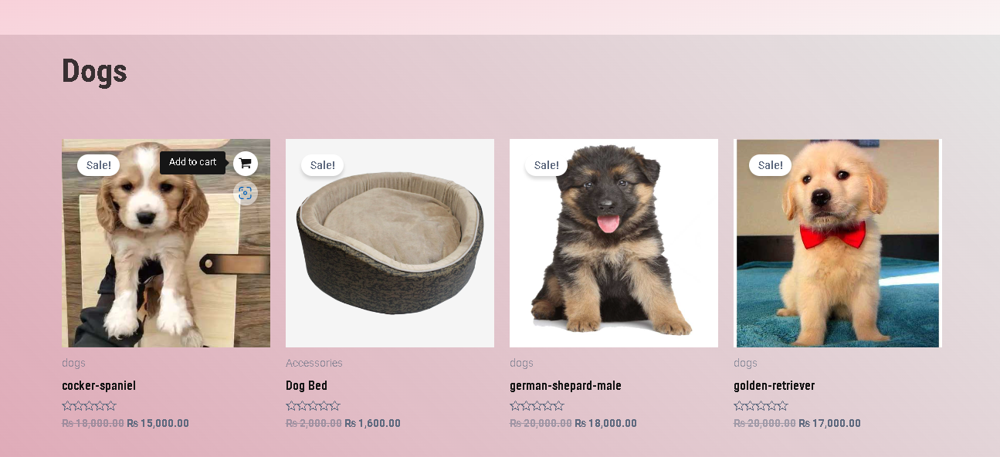 Dogs
Sale!
Add to cart
Sale!
Sale!
Sale!
dogs
cocker-spaniel
₨ 18,000.00 ₨ 15,000.00
Accessories
Dog Bed
₨ 2,000.00 ₨ 1,600.00
dogs
german-shepard-male
₨ 20,000.00 ₨ 18,000.00
dogs
golden-retriever
₨ 20,000.00 ₨ 17,000.00